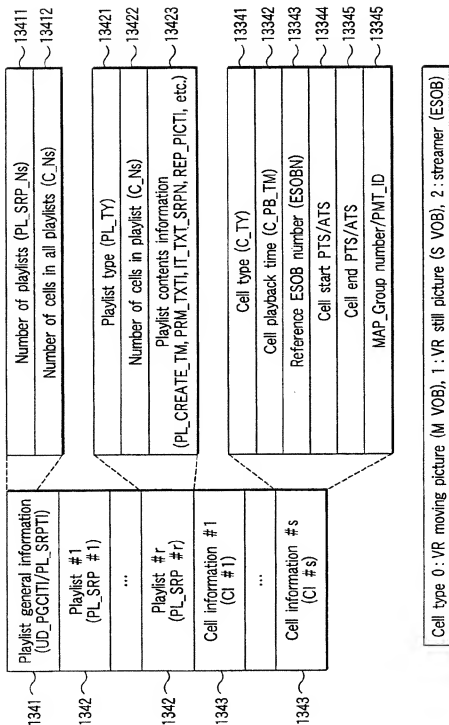 1341
Playlist general information
(UD_PGCITI/PL_SRPTI)
1342
Playlist #1
(PL_SRP #1)
...
1342
Playlist #r
(PL_SRP #r)
1343
Cell information #1
(CI #1)
...
1343
Cell information #s
(CI #s)
Number of playlists (PL_SRP_Ns)
13411
Number of cells in all playlists (C_Ns)
13412
Playlist type (PL_TY)
13421
Number of cells in playlist (C_Ns)
13422
Playlist contents information
(PL_CREATE_TM, PRM_TXTI, IT_TXT_SRPN, REP_PICTI, etc.)
13423
Cell type (C_TY)
13341
Cell playback time (C_PB_TM)
13342
Reference ESOB number (ESOBN)
13343
Cell start PTS/ATS
13344
Cell end PTS/ATS
13345
MAP_Group number/PMT_ID
13345
Cell type 0 : VR moving picture (M VOB), 1 : VR still picture (S VOB), 2 : streamer (ESOB)